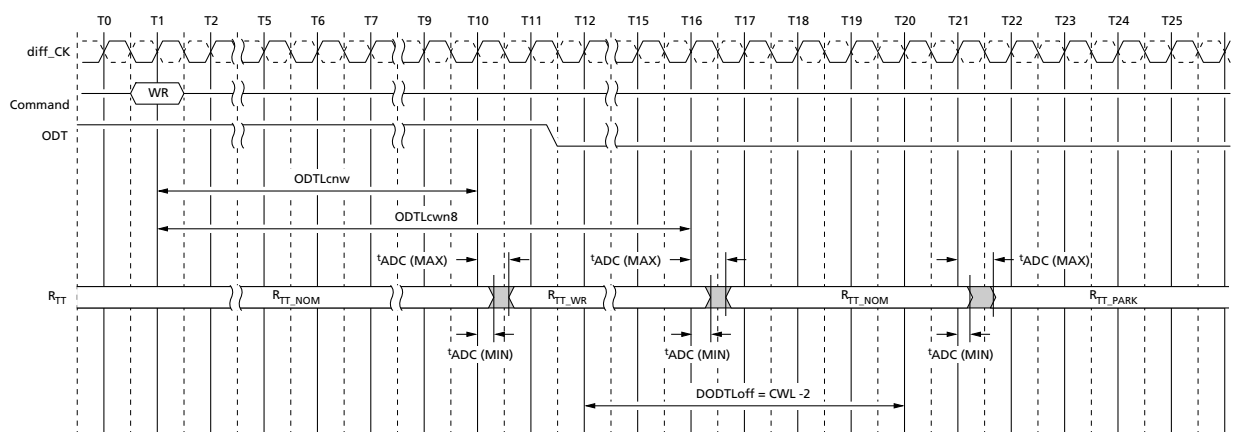 T0 T1 T2 T5 T6 T7 T9 T10 T11 T12 T15 T16 T17 T18 T19 T20 T21 T22 T23 T24 T25
diff_CK
WR
Command
ODT
ODTLcnw
ODTLcwn8
tADC (MAX) tADC (MAX) tADC (MAX)
RTT RTT_NOM RTT_WR RTT_NOM RTT_PARK
tADC (MIN) tADC (MIN) tADC (MIN)
DODTLoff = CWL -2